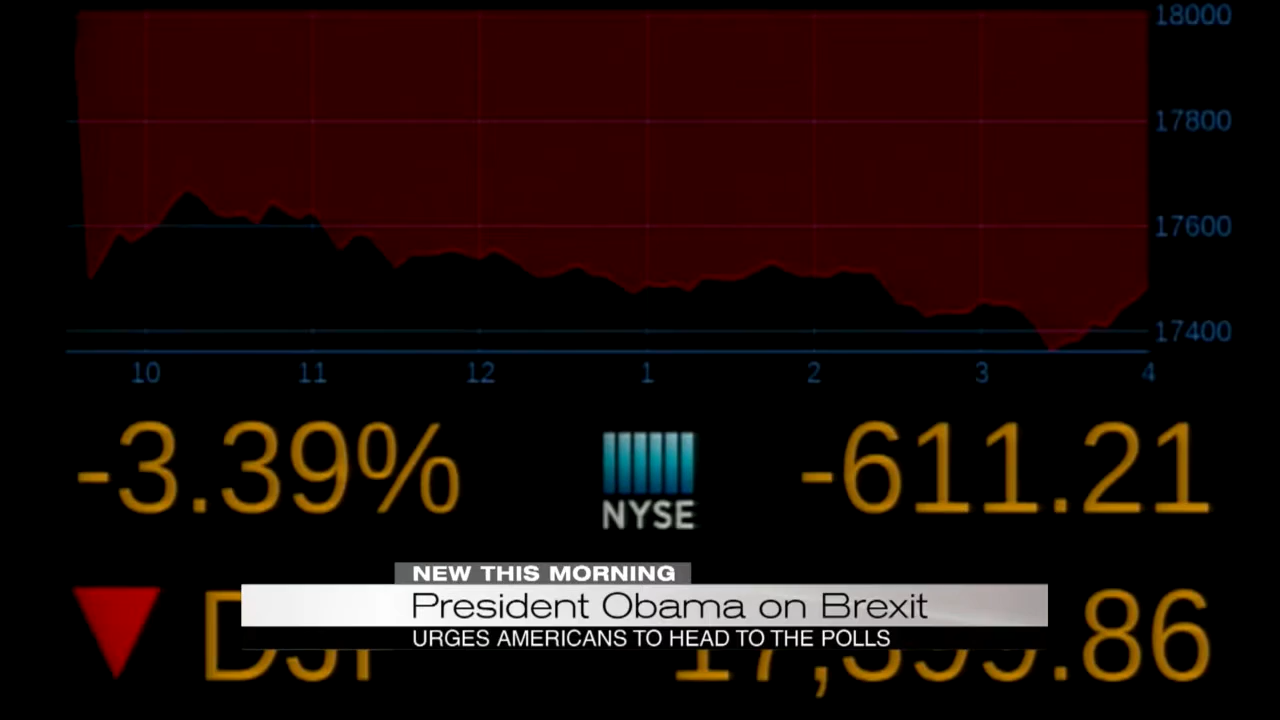 18000
17800
17600
17400
10 11 12 1 2 3 4
-3.39% NYSE -611.21
NEW THIS MORNING
President Obama on Brexit
URGES AMERICANS TO HEAD TO THE POLLS